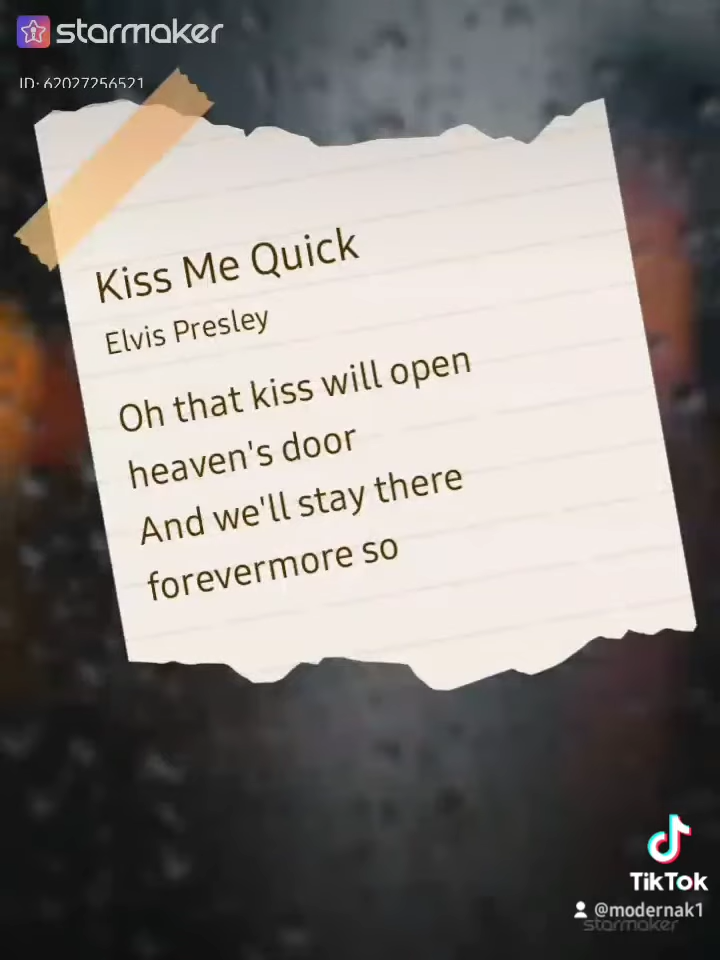 starmaker
ID: 62027256521
Kiss Me Quick
Elvis Presley
Oh that kiss will open
heaven's door
And we'll stay there
forevermore so
TikTok
@modernak1
starmaker